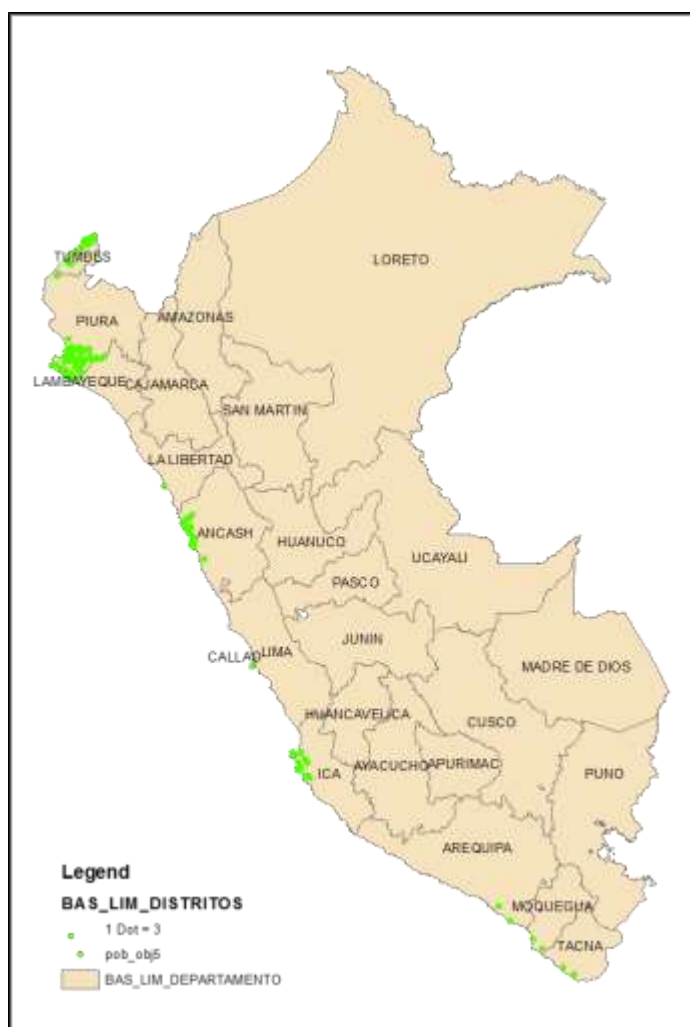 LORETO
TUMBES
AMAZONAS
PIURA
LAMBAYEQUE
CAJAMARCA
SAN MARTIN
LA LIBERTAD
ANCASH
HUANUCO
UCAYALI
PASCO
JUNIN
CALLAO
LIMA
MADRE DE DIOS
HUANCAVELICA
CUSCO
ICA
AYACUCHO
APURIMAC
PUNO
AREQUIPA
MOQUEGUA
TACNA
Legend
BAS_LIM_DISTRITOS
1 Dot = 3
pob_obj5
BAS_LIM_DEPARTAMENTO